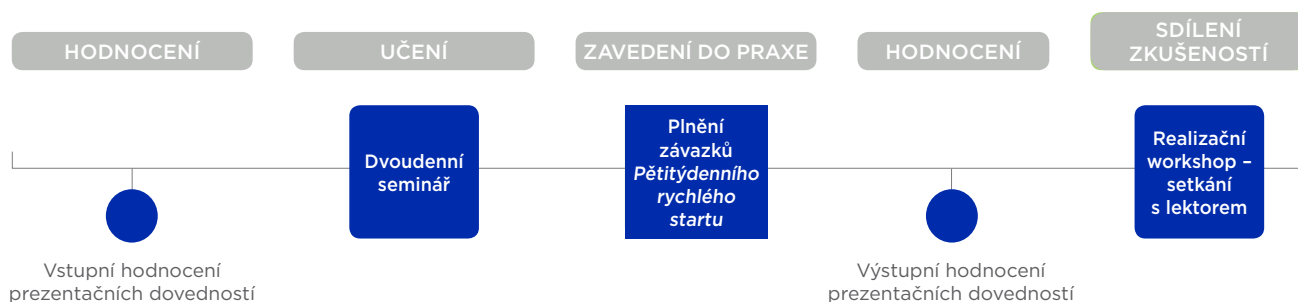 HODNOCENÍ
UČENÍ
ZAVEDENÍ DO PRAXE
HODNOCENÍ
SDÍLENÍ
ZKUŠENOSTÍ
Dvoudenní
seminář
Plnění
závazků
Pětitýdenního
rychlého
startu
Realizační
workshop –
setkání
s lektorem
Vstupní hodnocení
prezentačních dovedností
Výstupní hodnocení
prezentačních dovedností